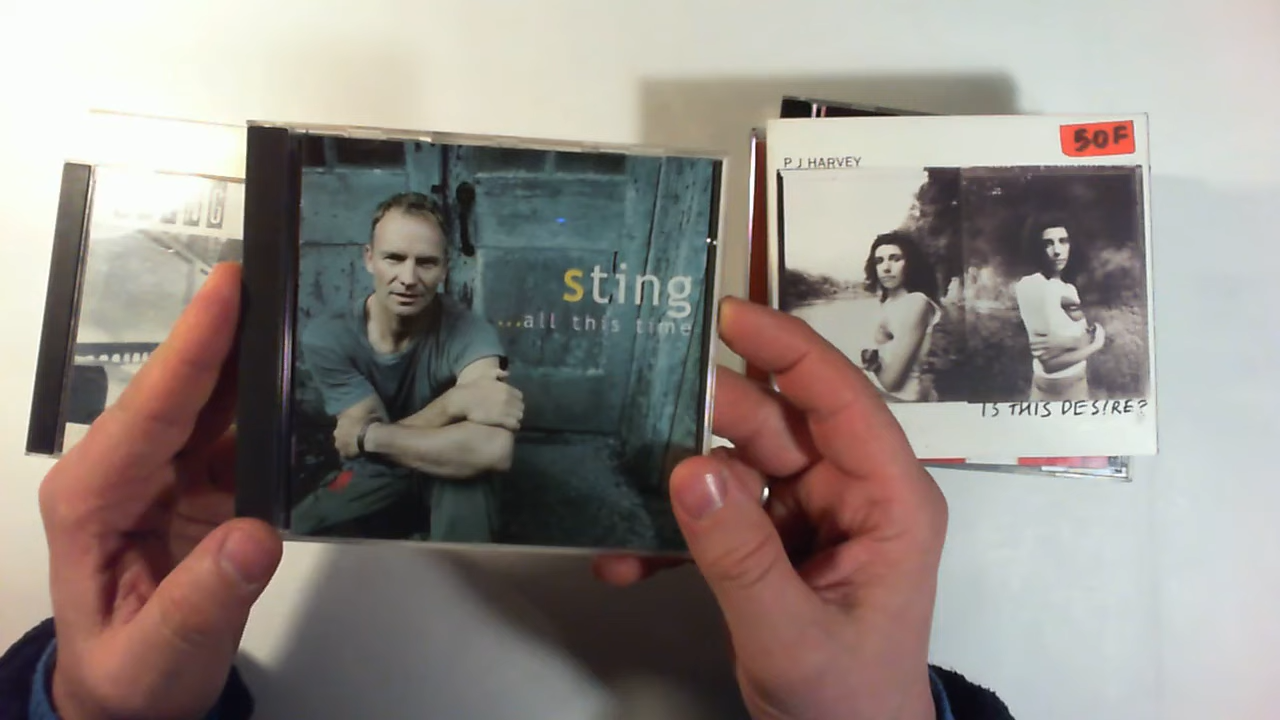 sting
...all this time
P J HARVEY
50F
IS THIS DESIRE?